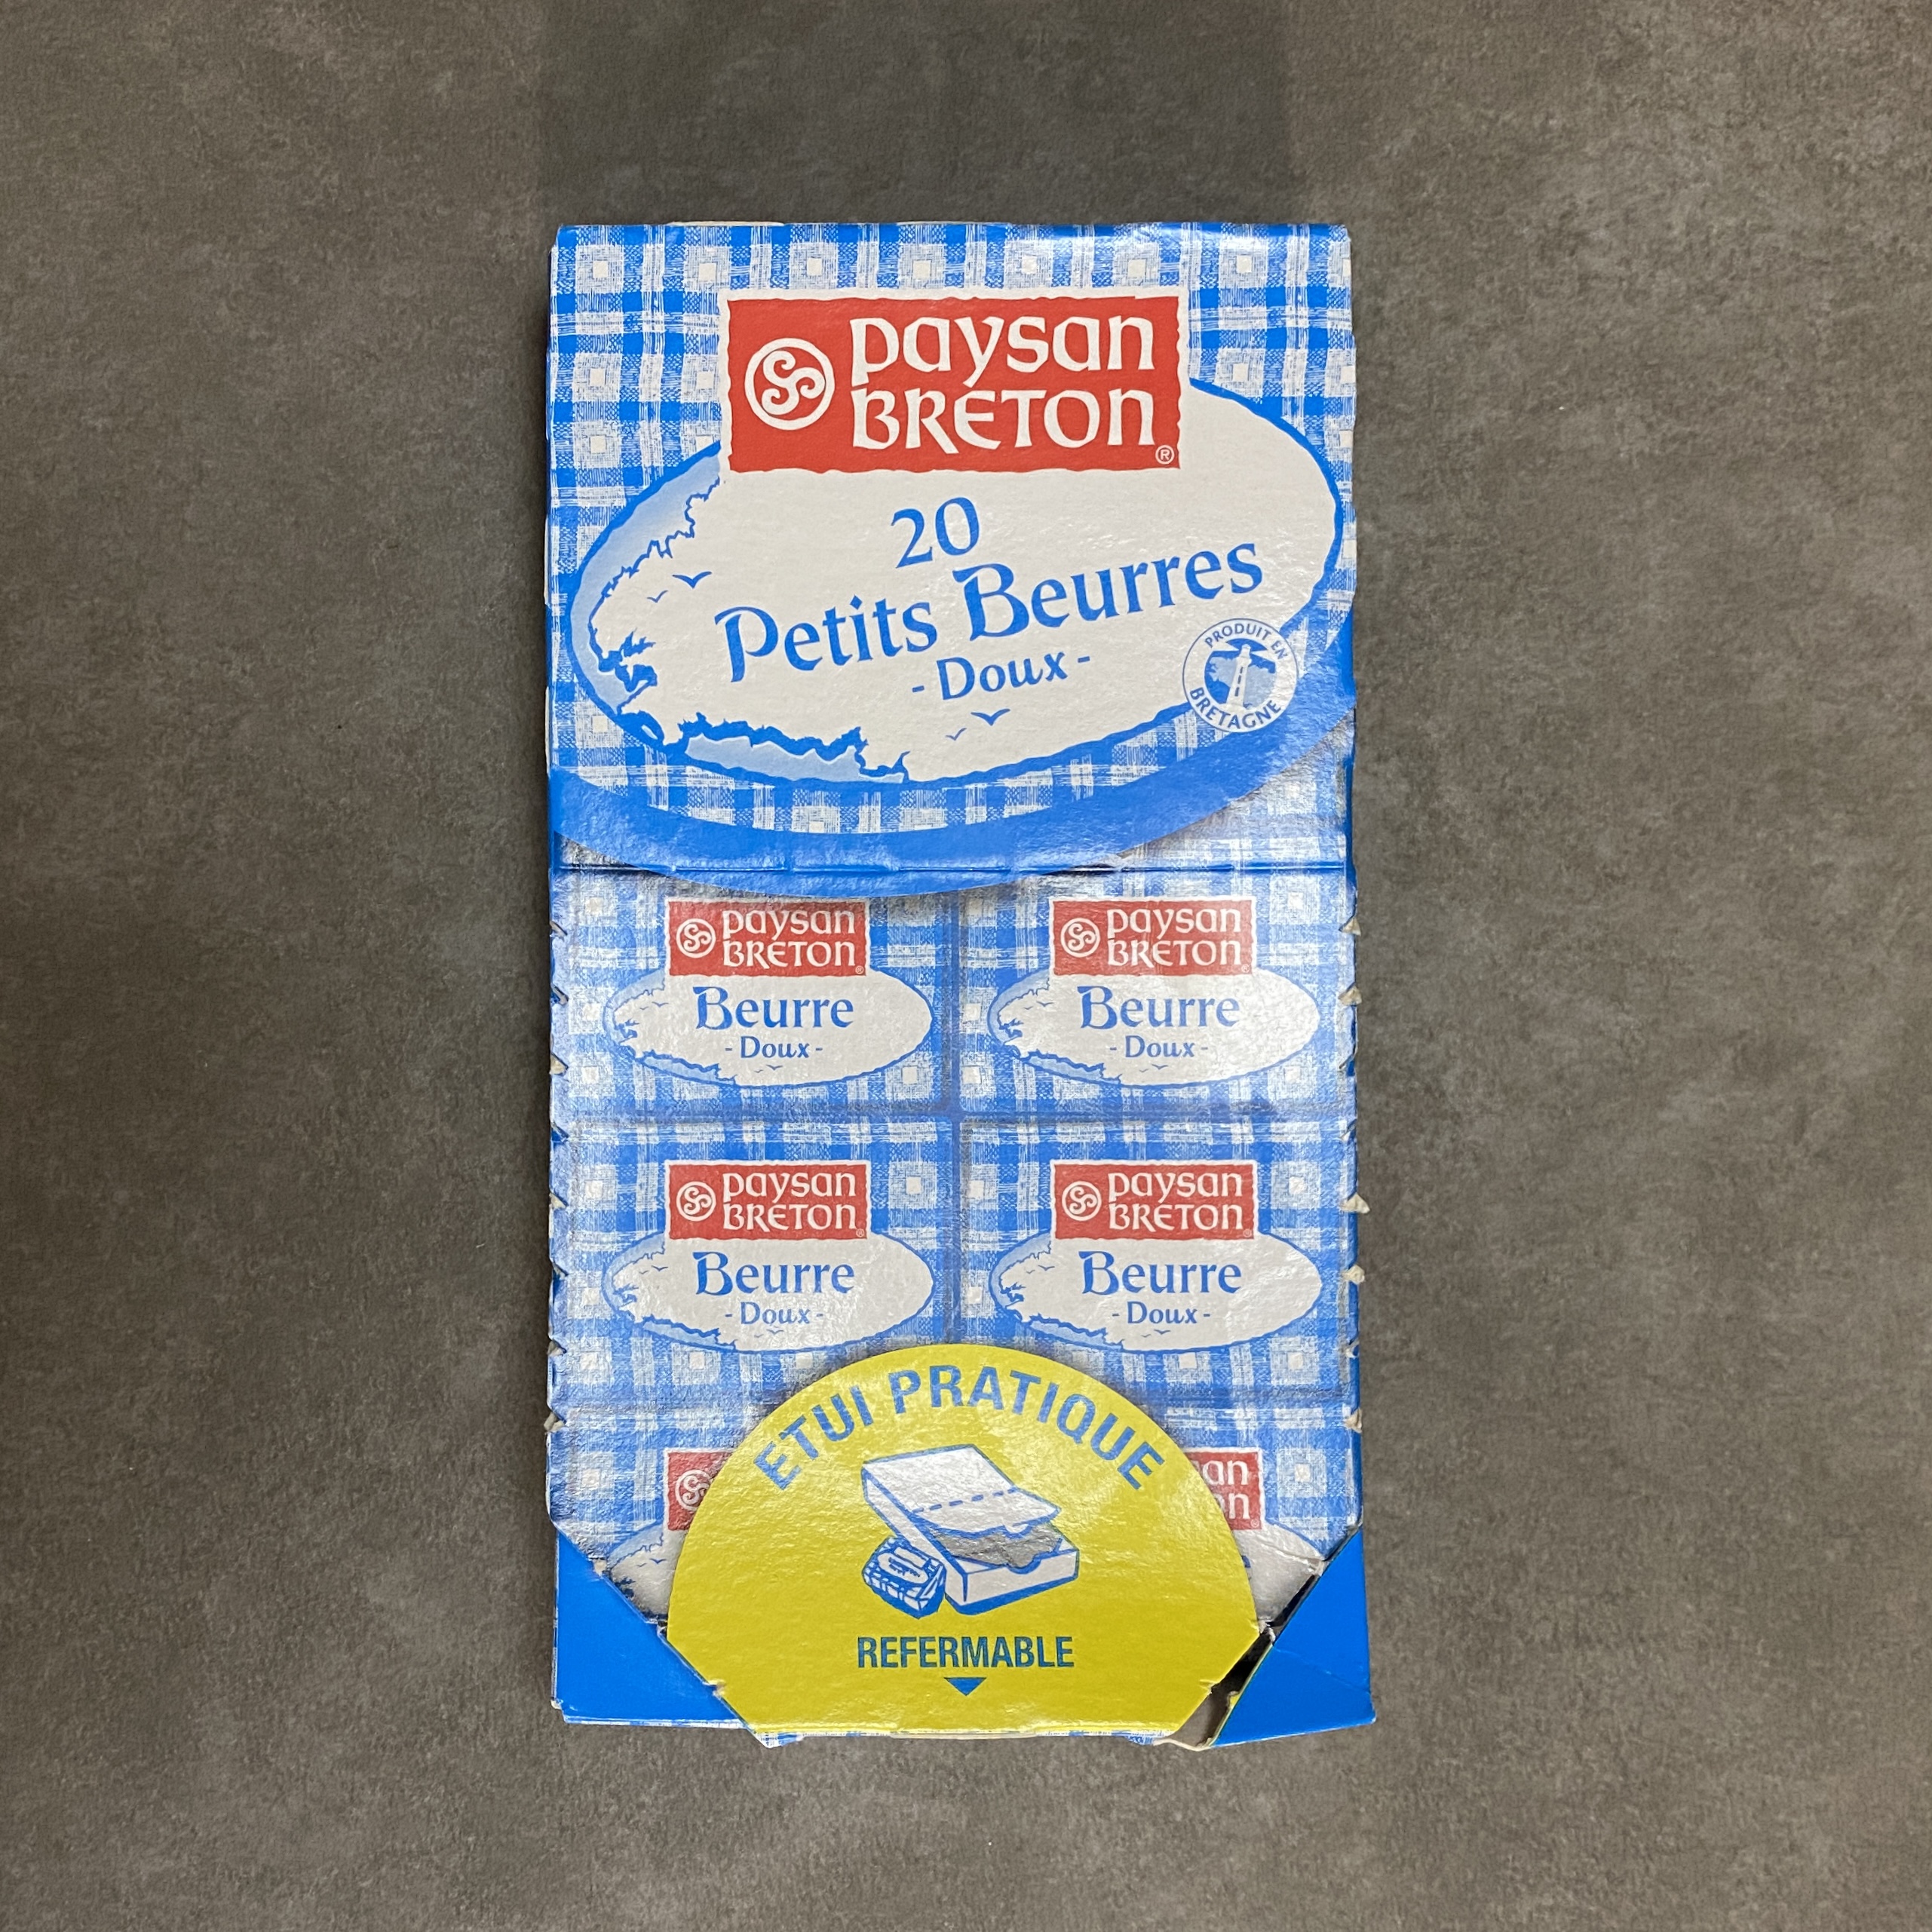 paysan
BRETON
®
20
Petits Beurres
- Doux -
PRODUIT EN
BRETAGNE
paysan
BRETON
Beurre
- Doux -
paysan
BRETON
Beurre
- Doux -
paysan
BRETON
Beurre
- Doux -
paysan
BRETON
Beurre
- Doux -
ETUI PRATIQUE
REFERMABLE